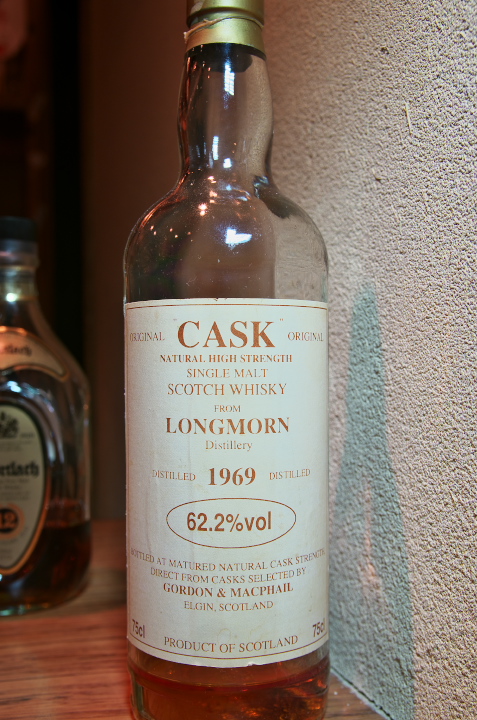 ORIGINAL "CASK" ORIGINAL
NATURAL HIGH STRENGTH
SINGLE MALT
SCOTCH WHISKY
FROM
LONGMORN
Distillery
DISTILLED 1969 DISTILLED
62.2%vol
BOTTLED AT MATURED NATURAL CASK STRENGTH
DIRECT FROM CASKS SELECTED BY
GORDON & MACPHAIL
ELGIN, SCOTLAND
75cl 75cl
PRODUCT OF SCOTLAND
12